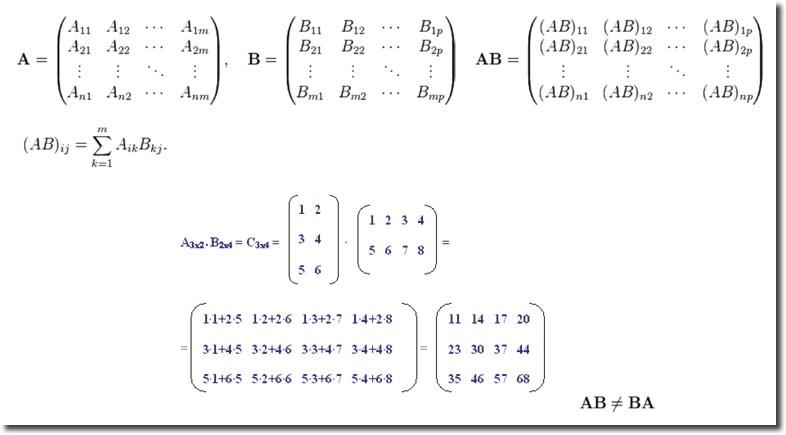 A = ( A₁₁ A₁₂ ⋯ A₁ₘ , B = ( B₁₁ B₁₂ ⋯ B₁ₚ AB = ( (AB)₁₁ (AB)₁₂ ⋯ (AB)₁ₚ
A₂₁ A₂₂ ⋯ A₂ₘ B₂₁ B₂₂ ⋯ B₂ₚ (AB)₂₁ (AB)₂₂ ⋯ (AB)₂ₚ
⋮ ⋮ ⋱ ⋮ ⋮ ⋮ ⋱ ⋮ ⋮ ⋮ ⋱ ⋮
Aₙ₁ Aₙ₂ ⋯ Aₙₘ ) Bₘ₁ Bₘ₂ ⋯ Bₘₚ ) (AB)ₙ₁ (AB)ₙ₂ ⋯ (AB)ₙₚ )
(AB)ᵢⱼ = ∑ₖ₌₁ᵐ AᵢₖBₖⱼ.
A3x2 . B2x4 = C3x4 = ( 1 2 · ( 1 2 3 4 =
3 4 5 6 7 8 )
5 6 )
= ( 1·1+2·5 1·2+2·6 1·3+2·7 1·4+2·8 = ( 11 14 17 20
3·1+4·5 3·2+4·6 3·3+4·7 3·4+4·8 23 30 37 44
5·1+6·5 5·2+6·6 5·3+6·7 5·4+6·8 ) 35 46 57 68 )
AB ≠ BA